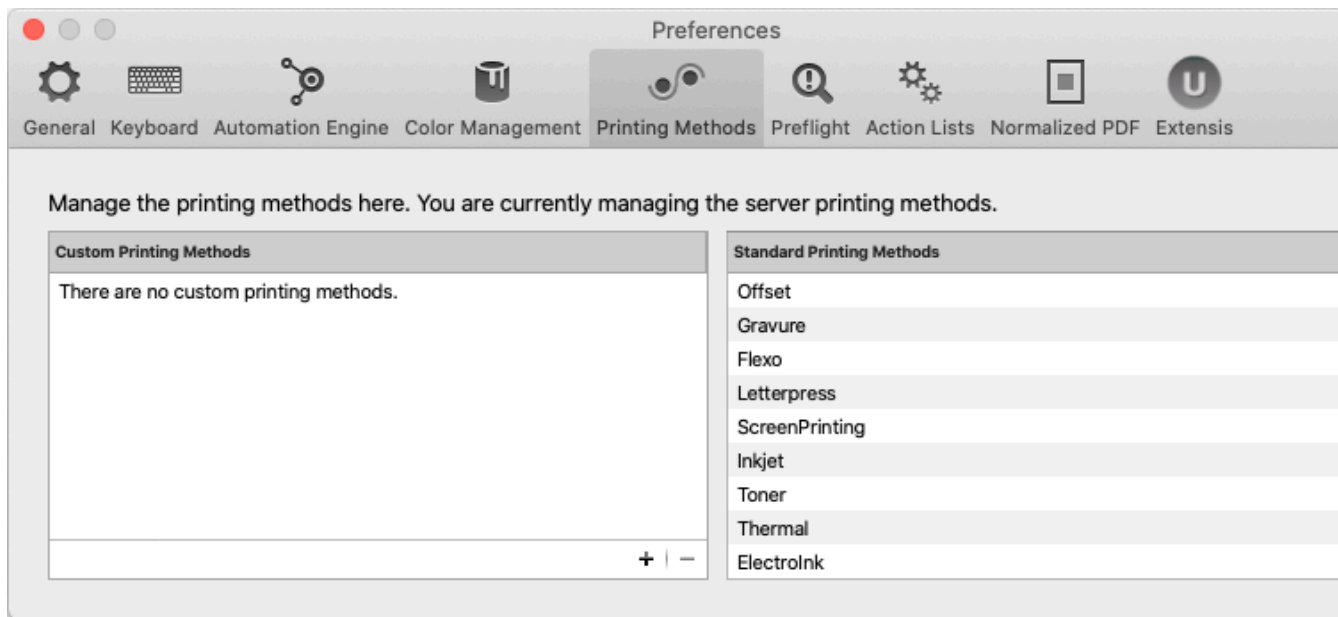 Preferences
General Keyboard Automation Engine Color Management Printing Methods Preflight Action Lists Normalized PDF Extensis
U
Manage the printing methods here. You are currently managing the server printing methods.
Custom Printing Methods
There are no custom printing methods.
+ −
Standard Printing Methods
Offset
Gravure
Flexo
Letterpress
ScreenPrinting
Inkjet
Toner
Thermal
ElectroInk